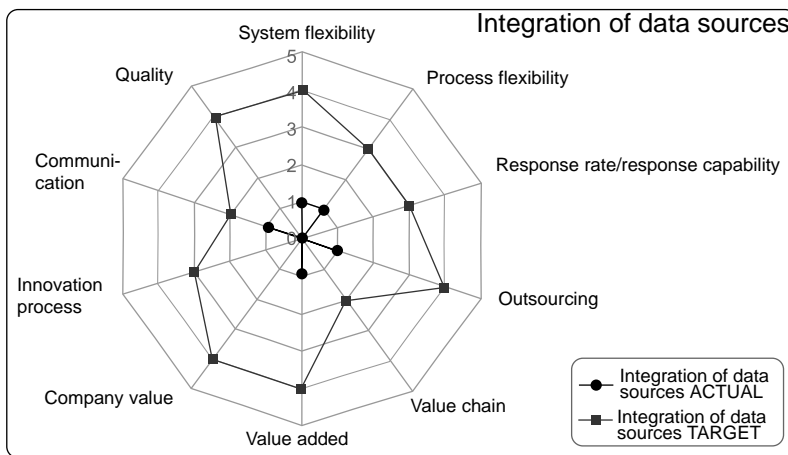 Integration of data sources
System flexibility
Process flexibility
Response rate/response capability
Outsourcing
Value chain
Value added
Company value
Innovation
process
Communi-
cation
Quality
5
4
3
2
1
0
Integration of data
sources ACTUAL
Integration of data
sources TARGET